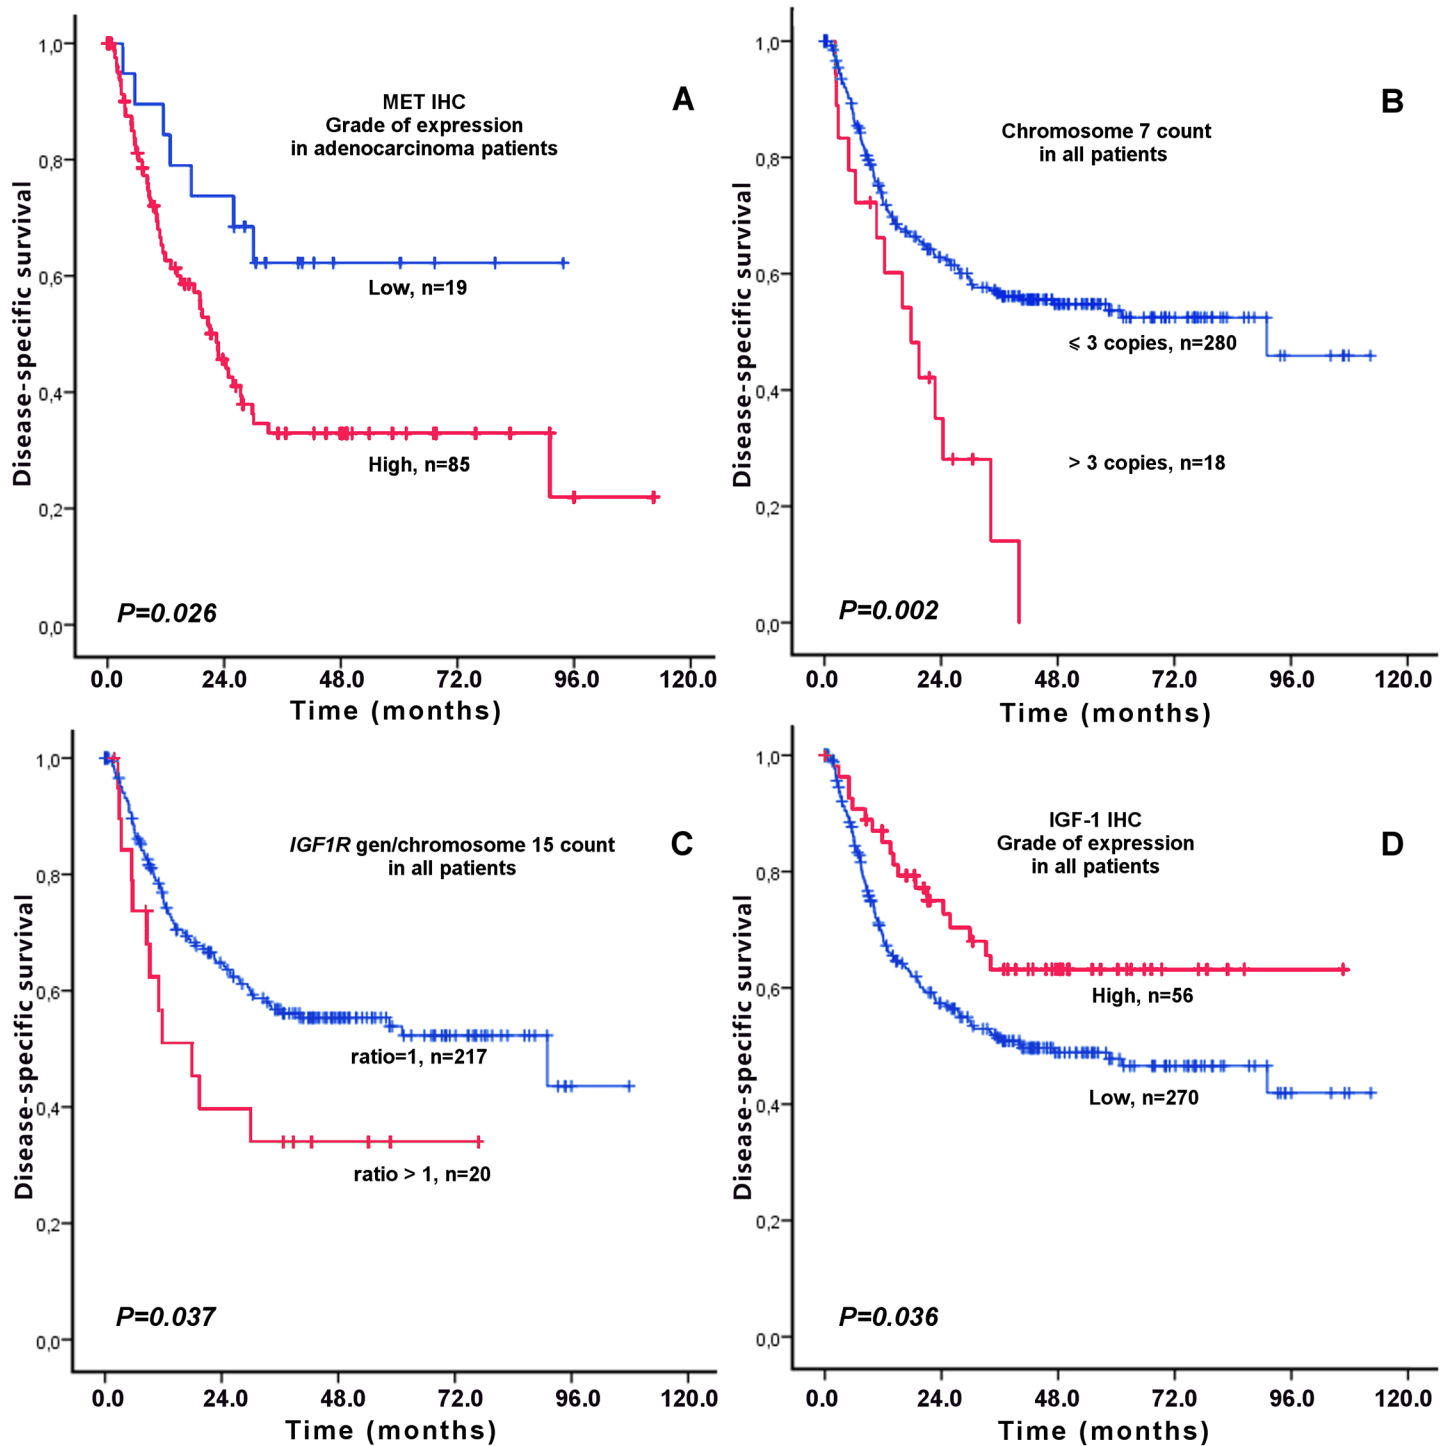 A
MET IHC
Grade of expression
in adenocarcinoma patients
Disease-specific survival
1,0
0,8
0,6
0,4
0,2
0,0
Low, n=19
High, n=85
P=0.026
0.0 24.0 48.0 72.0 96.0 120.0
Time (months)
B
Chromosome 7 count
in all patients
Disease-specific survival
1,0
0,8
0,6
0,4
0,2
0,0
⩽ 3 copies, n=280
> 3 copies, n=18
P=0.002
0.0 24.0 48.0 72.0 96.0 120.0
Time (months)
C
IGF1R gen/chromosome 15 count
in all patients
Disease-specific survival
1,0
0,8
0,6
0,4
0,2
0,0
ratio=1, n=217
ratio > 1, n=20
P=0.037
0.0 24.0 48.0 72.0 96.0 120.0
Time (months)
D
IGF-1 IHC
Grade of expression
in all patients
Disease-specific survival
1,0
0,8
0,6
0,4
0,2
0,0
High, n=56
Low, n=270
P=0.036
0.0 24.0 48.0 72.0 96.0 120.0
Time (months)